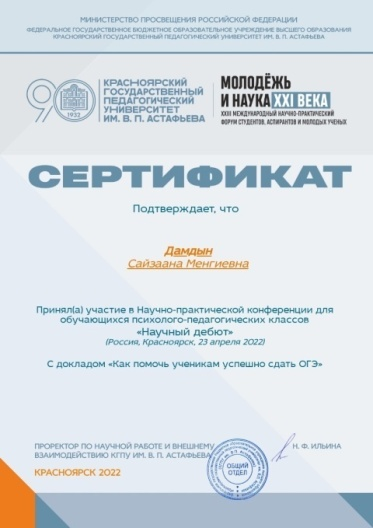 МИНИСТЕРСТВО ПРОСВЕЩЕНИЯ РОССИЙСКОЙ ФЕДЕРАЦИИ
ФЕДЕРАЛЬНОЕ ГОСУДАРСТВЕННОЕ БЮДЖЕТНОЕ ОБРАЗОВАТЕЛЬНОЕ УЧРЕЖДЕНИЕ ВЫСШЕГО ОБРАЗОВАНИЯ
КРАСНОЯРСКИЙ ГОСУДАРСТВЕННЫЙ ПЕДАГОГИЧЕСКИЙ УНИВЕРСИТЕТ ИМ. В. П. АСТАФЬЕВА
90
1932
КРАСНОЯРСКИЙ
ГОСУДАРСТВЕННЫЙ
ПЕДАГОГИЧЕСКИЙ
УНИВЕРСИТЕТ
ИМ. В. П. АСТАФЬЕВА
МОЛОДЁЖЬ
И НАУКА XXI ВЕКА
XXIII МЕЖДУНАРОДНЫЙ НАУЧНО-ПРАКТИЧЕСКИЙ
ФОРУМ СТУДЕНТОВ, АСПИРАНТОВ И МОЛОДЫХ УЧЕНЫХ
СЕРТИФИКАТ
Подтверждает, что
Дамдын
Сайзаана Менгиевна
Принял(а) участие в Научно-практической конференции для
обучающихся психолого-педагогических классов
«Научный дебют»
(Россия, Красноярск, 23 апреля 2022)
С докладом «Как помочь ученикам успешно сдать ОГЭ»
ПРОРЕКТОР ПО НАУЧНОЙ РАБОТЕ И ВНЕШНЕМУ
ВЗАИМОДЕЙСТВИЮ КГПУ ИМ. В. П. АСТАФЬЕВА
Н. Ф. ИЛЬИНА
ОБЩИЙ
ОТДЕЛ
КРАСНОЯРСК 2022